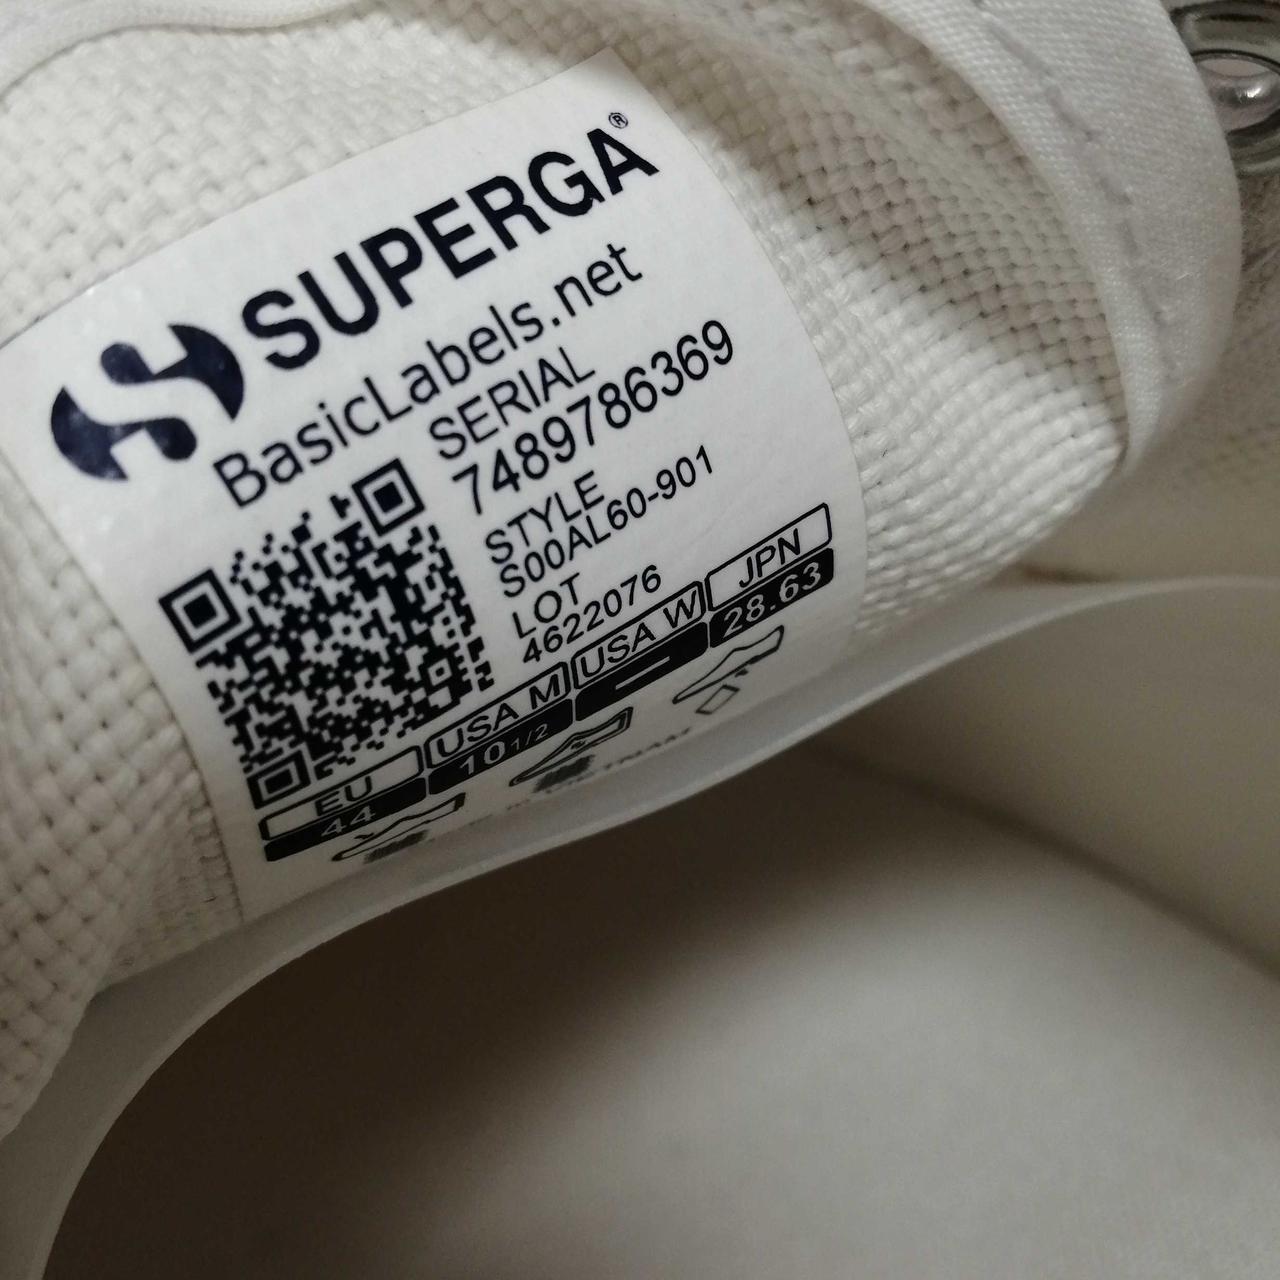 SUPERGA®
BasicLabels.net
SERIAL
7489786369
STYLE
S00AL60-901
LOT
4622076
EU USA M USA W JPN
44 10 1/2 – 28.63